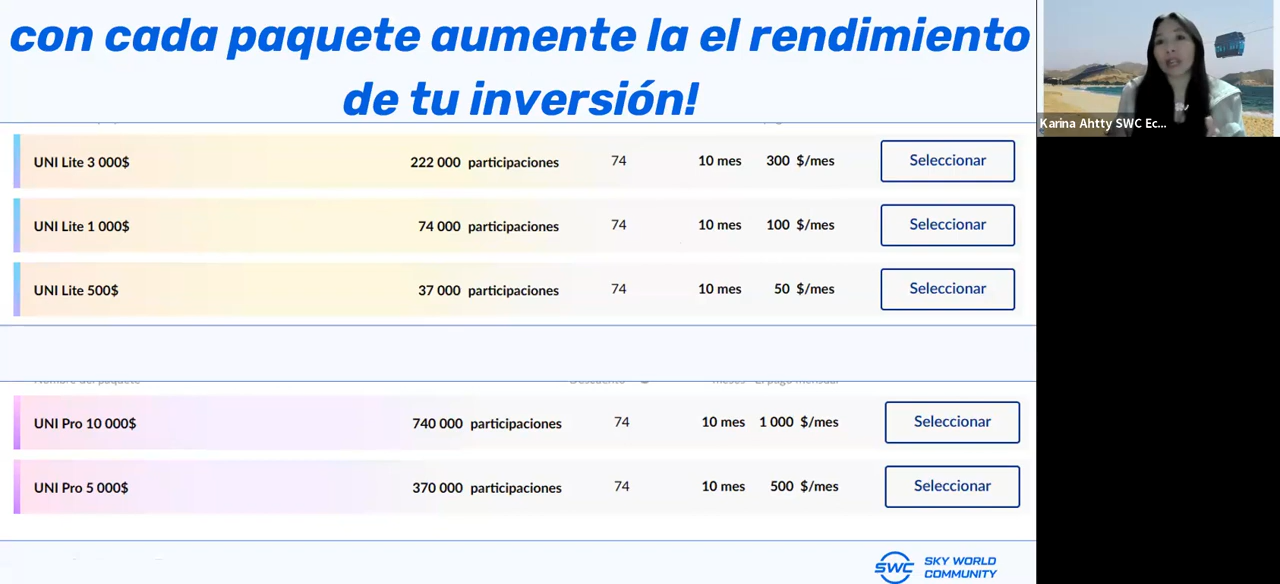 con cada paquete aumente la el rendimiento
de tu inversión!
Karina Ahtty SWC Ec...
UNI Lite 3 000$ 222 000 participaciones 74 10 mes 300 $/mes Seleccionar
UNI Lite 1 000$ 74 000 participaciones 74 10 mes 100 $/mes Seleccionar
UNI Lite 500$ 37 000 participaciones 74 10 mes 50 $/mes Seleccionar
UNI Pro 10 000$ 740 000 participaciones 74 10 mes 1 000 $/mes Seleccionar
UNI Pro 5 000$ 370 000 participaciones 74 10 mes 500 $/mes Seleccionar
SWC SKY WORLD
COMMUNITY